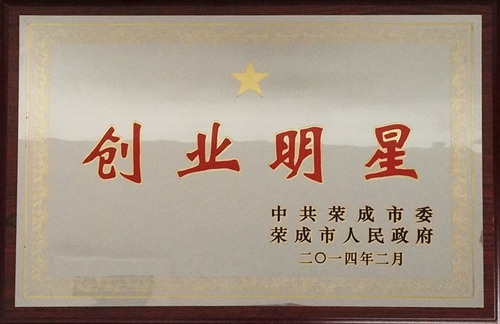 创业明星
中共荣成市委
荣成市人民政府
二〇一四年二月